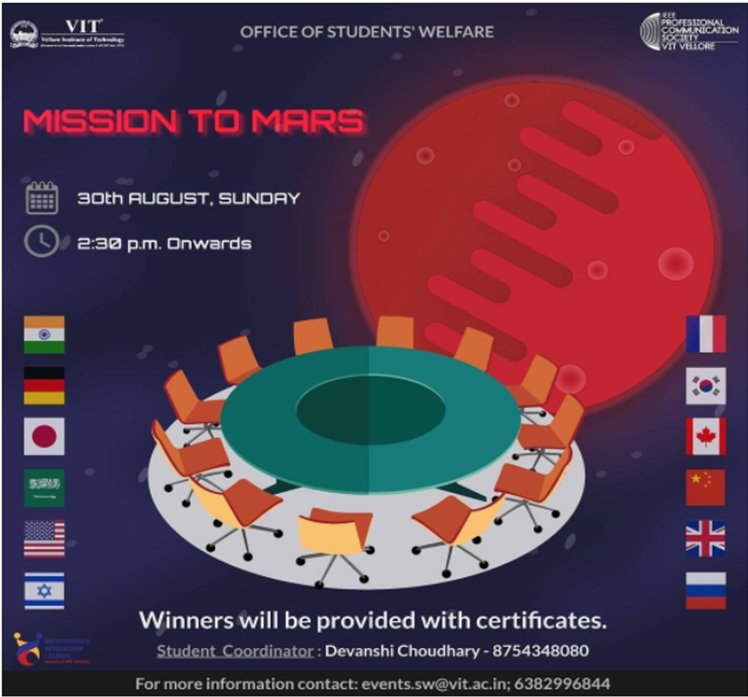 VIT
Vellore Institute of Technology
OFFICE OF STUDENTS' WELFARE
IEEE
PROFESSIONAL
COMMUNICATION
SOCIETY
VIT VELLORE
MISSION TO MARS
30th AUGUST, SUNDAY
2:30 p.m. Onwards
Winners will be provided with certificates.
Student Coordinator : Devanshi Choudhary - 8754348080
INSTITUTION'S
INNOVATION
COUNCIL
For more information contact: events.sw@vit.ac.in; 6382996844